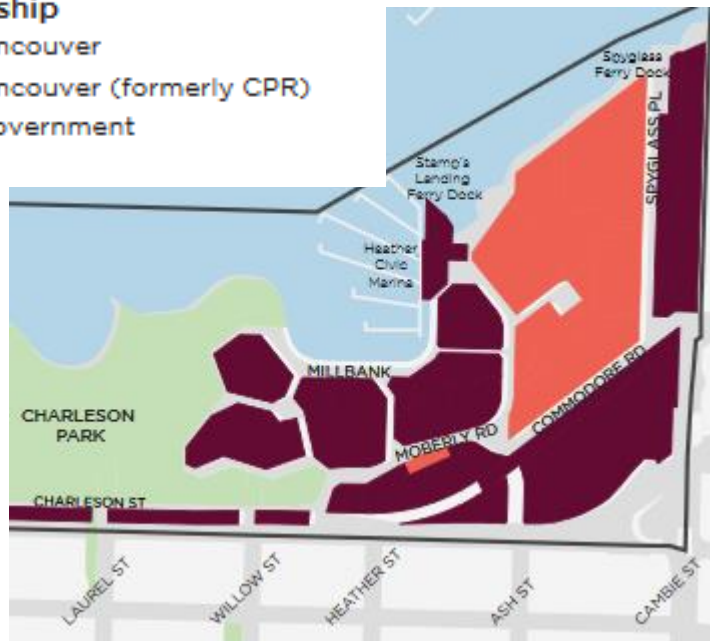 ship
ncouver
ncouver (formerly CPR)
overnment
Spyglass
Ferry Dock
SPYGLASS PL
Stamp's
Landing
Ferry Dock
Heather
Civic
Marina
MILLBANK
COMMODORE RD
CHARLESON
PARK
MOBERLY RD
CHARLESON ST
LAUREL ST
WILLOW ST
HEATHER ST
ASH ST
CAMBIE ST